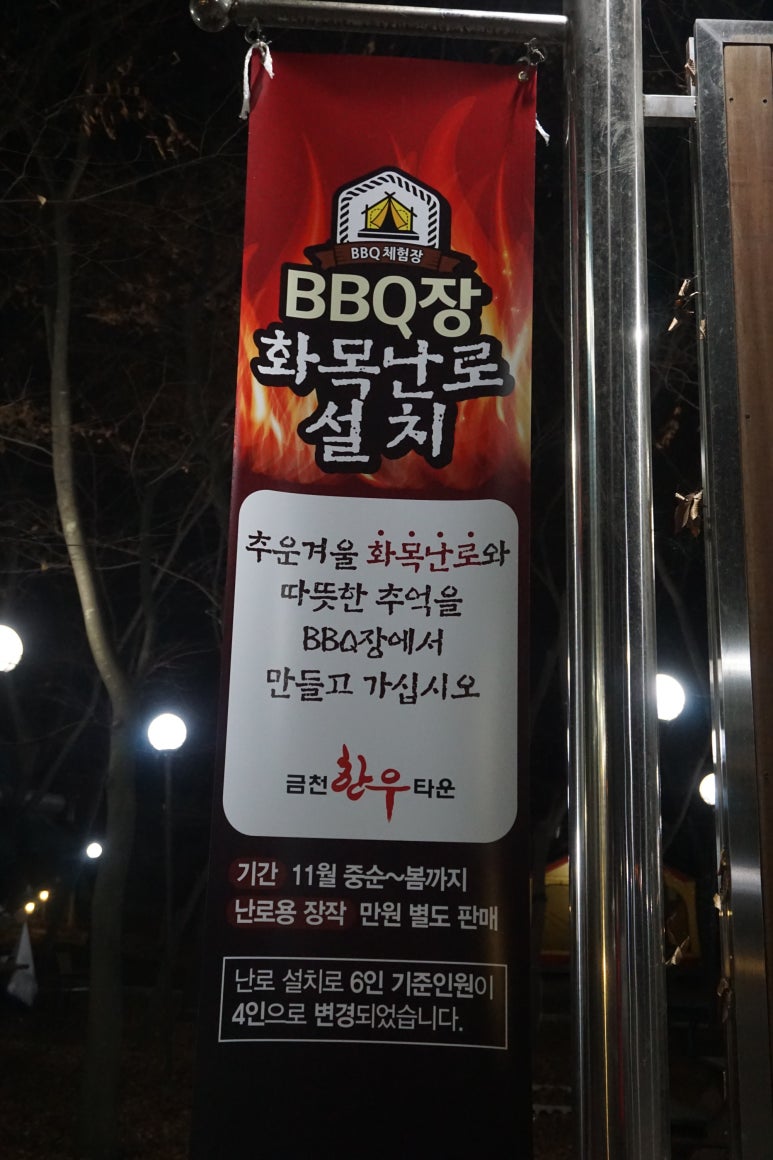 BBQ 체험장
BBQ장
화목난로
설치
추운겨울 화목난로와
따뜻한 추억을
BBQ장에서
만들고 가십시오
금천한우타운
기간 11월 중순~봄까지
난로용 장작 만원 별도 판매
난로 설치로 6인 기준인원이
4인으로 변경되었습니다.